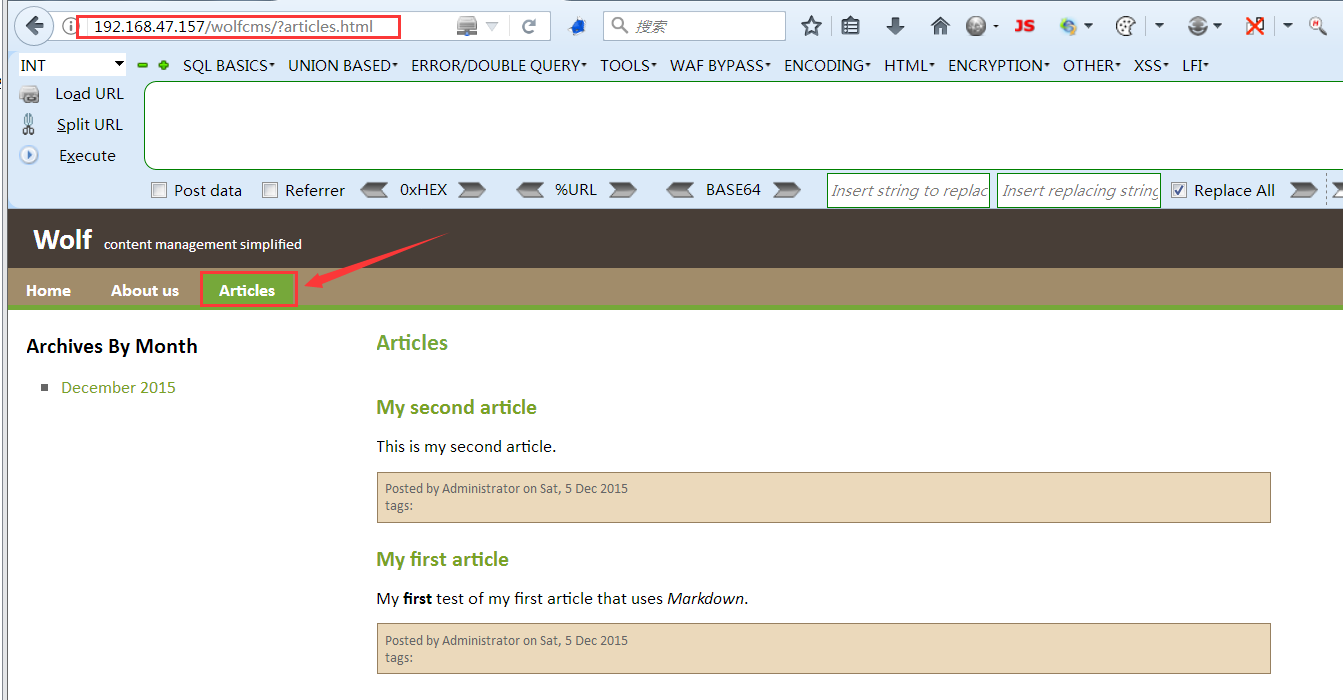 192.168.47.157/wolfcms/?articles.html
搜索
JS
INT
SQL BASICS UNION BASED ERROR/DOUBLE QUERY TOOLS WAF BYPASS ENCODING HTML ENCRYPTION OTHER XSS LFI
Load URL
Split URL
Execute
Post data Referrer 0xHEX %URL BASE64 Insert string to replac Insert replacing string Replace All
Wolf content management simplified
Home About us Articles
Archives By Month
December 2015
Articles
My second article
This is my second article.
Posted by Administrator on Sat, 5 Dec 2015
tags:
My first article
My first test of my first article that uses Markdown.
Posted by Administrator on Sat, 5 Dec 2015
tags: